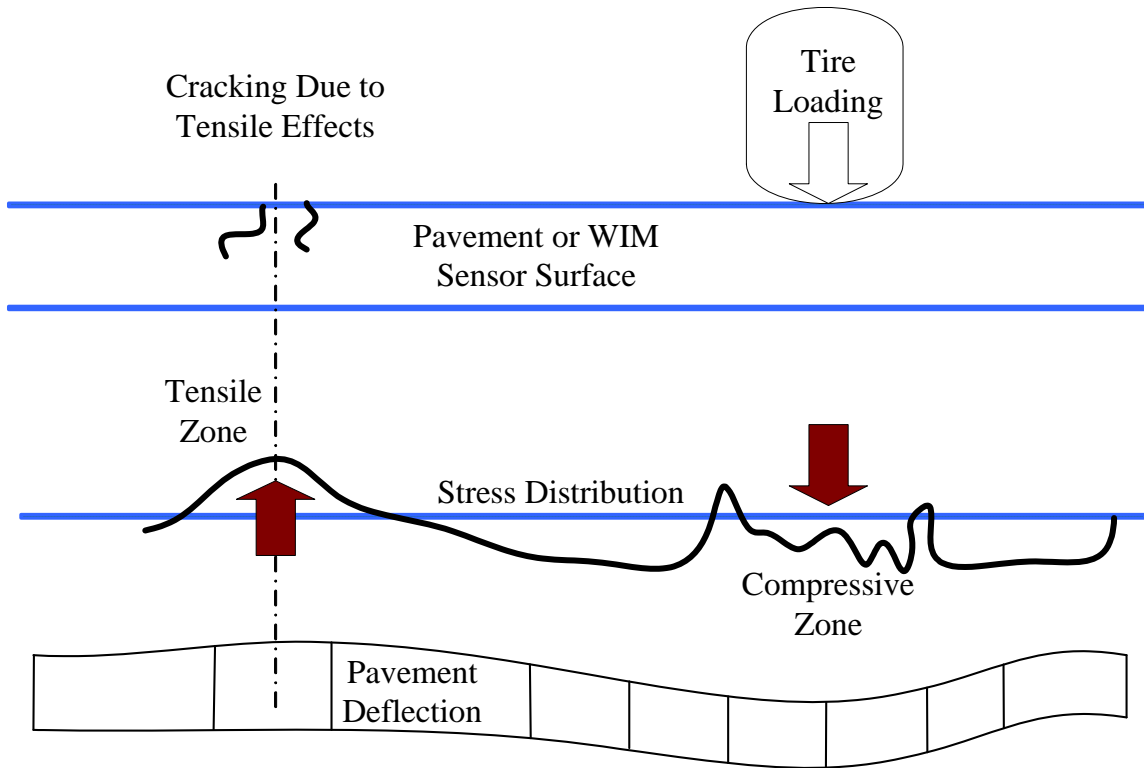 Cracking Due to
Tensile Effects
Tire
Loading
Pavement or WIM
Sensor Surface
Tensile
Zone
Stress Distribution
Compressive
Zone
Pavement
Deflection